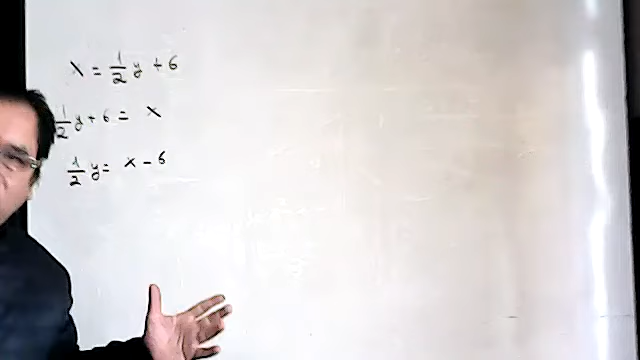 x = 1/2 y + 6
1/2 y + 6 = x
1/2 y = x - 6